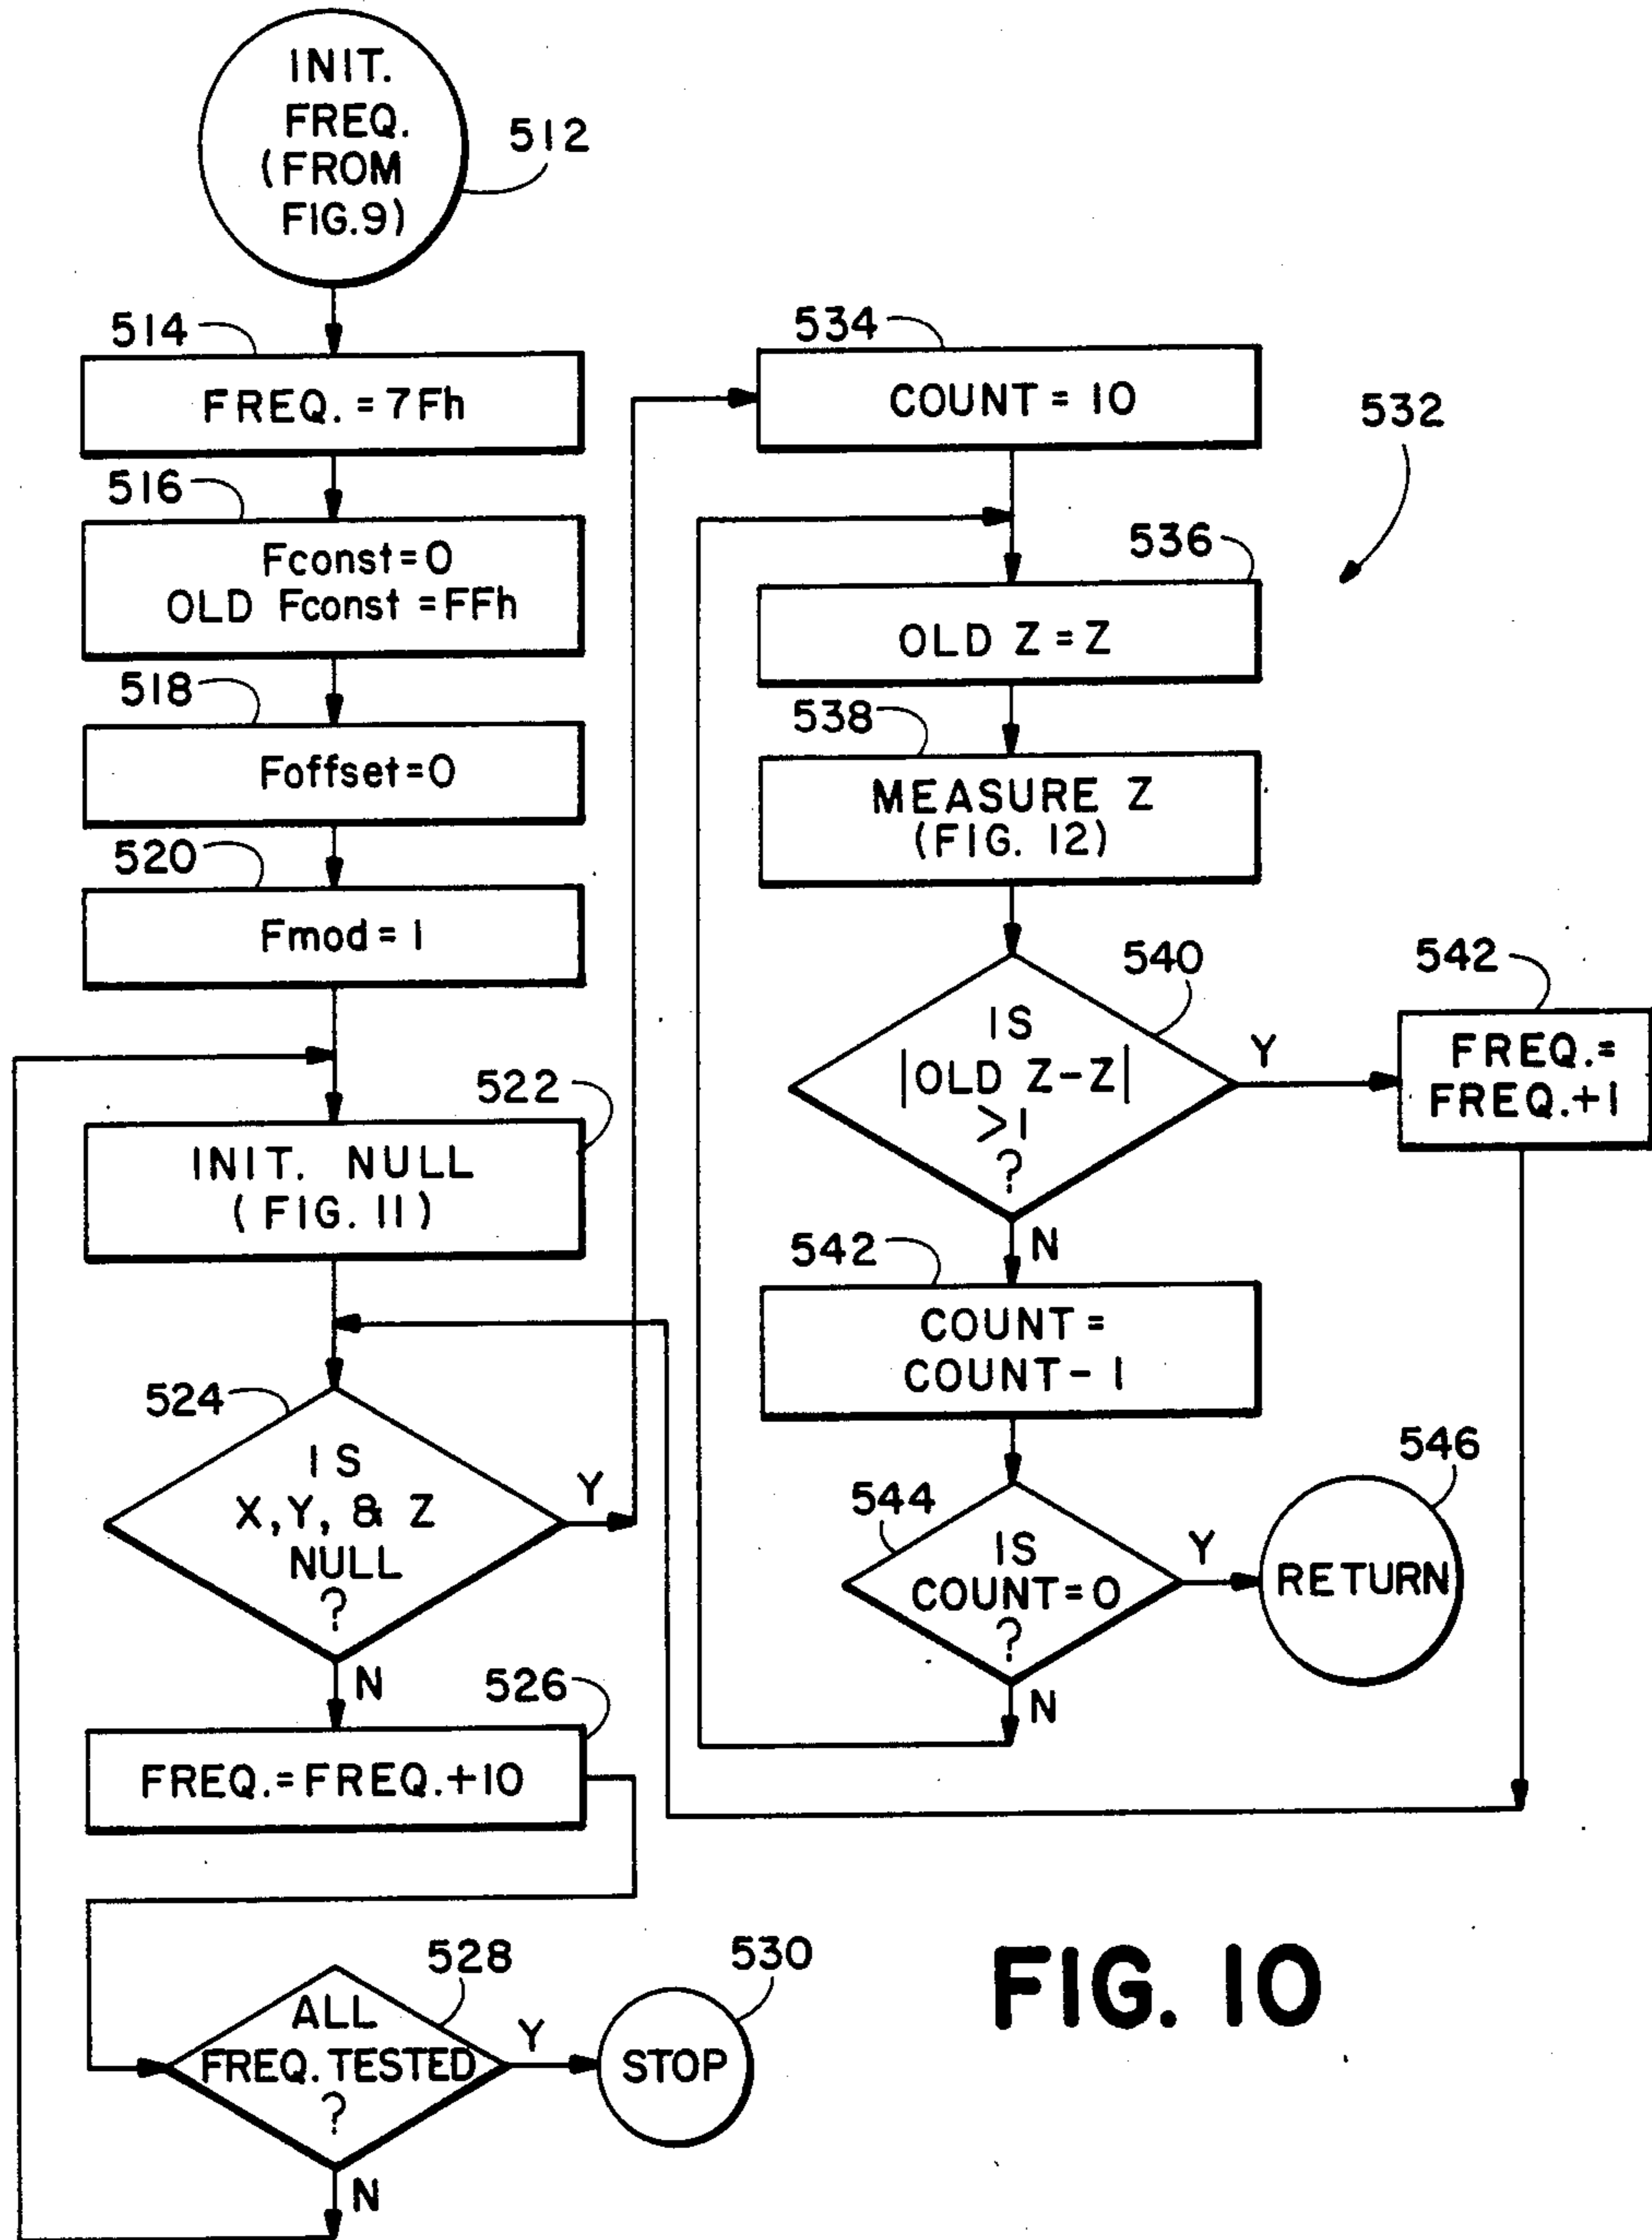 INIT.
FREQ.
(FROM
FIG.9)
512
514
FREQ. = 7Fh
516
Fconst=0
OLD Fconst =FFh
518
Foffset=0
520
Fmod = 1
522
INIT. NULL
(FIG. 11)
524
IS
X,Y, & Z
NULL
?
Y
N
526
FREQ.=FREQ.+10
528
ALL
FREQ. TESTED
?
Y
530
STOP
N
534
COUNT = 10
532
536
OLD Z = Z
538
MEASURE Z
(FIG. 12)
540
IS
|OLD Z-Z|
>1
?
Y
542
FREQ.=
FREQ.+1
N
542
COUNT =
COUNT - 1
544
IS
COUNT=0
?
Y
546
RETURN
N
FIG. 10